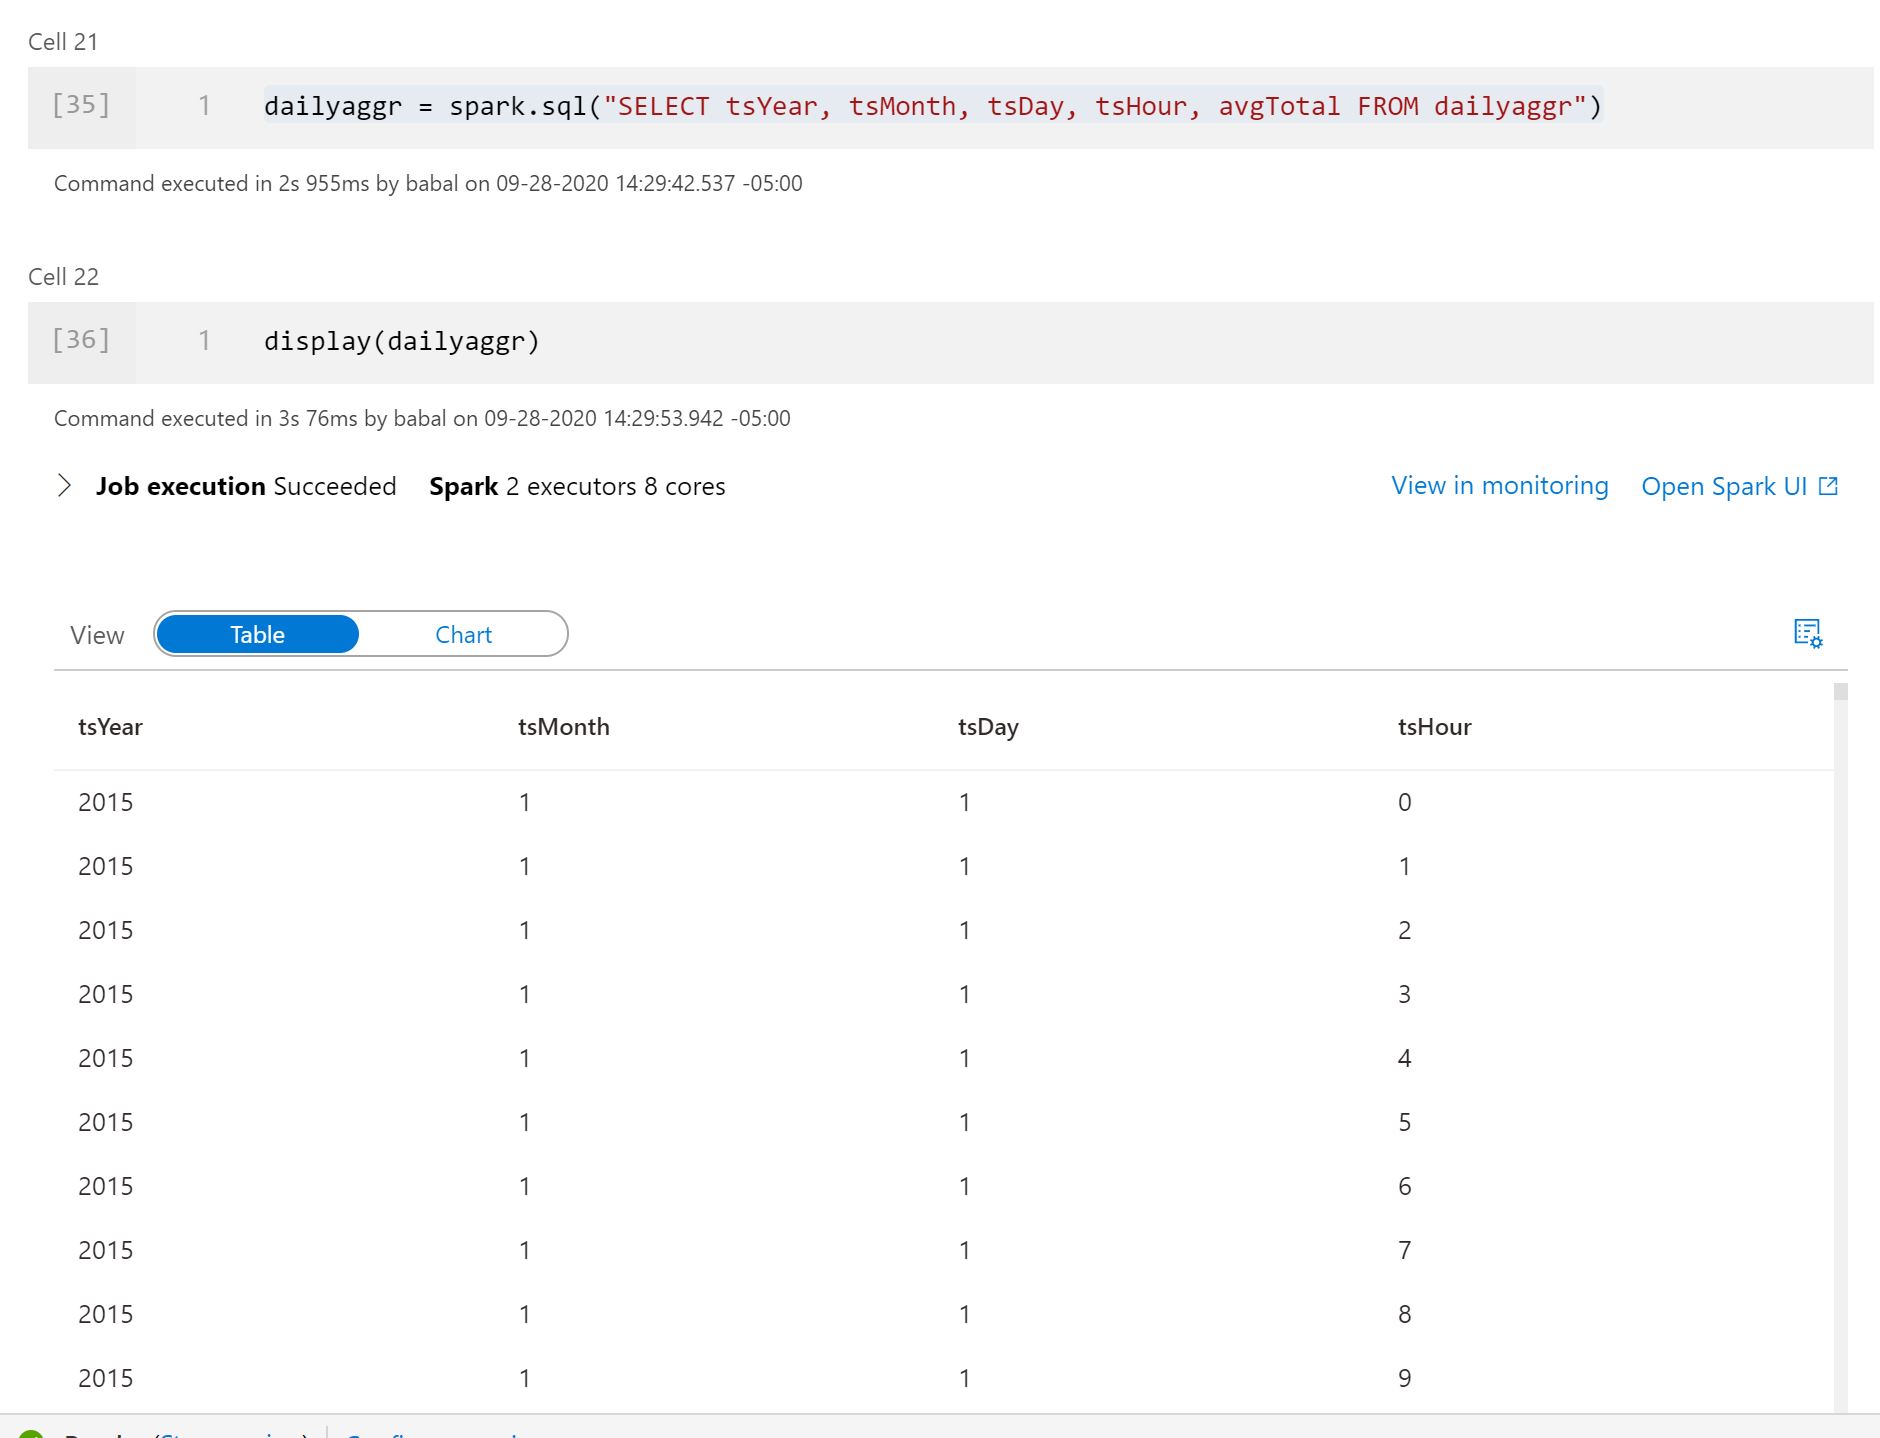 Cell 21
[35] 1 dailyaggr = spark.sql("SELECT tsYear, tsMonth, tsDay, tsHour, avgTotal FROM dailyaggr")
Command executed in 2s 955ms by babal on 09-28-2020 14:29:42.537 -05:00
Cell 22
[36] 1 display(dailyaggr)
Command executed in 3s 76ms by babal on 09-28-2020 14:29:53.942 -05:00
Job execution Succeeded Spark 2 executors 8 cores View in monitoring Open Spark UI
View Table Chart
tsYear tsMonth tsDay tsHour
2015 1 1 0
2015 1 1 1
2015 1 1 2
2015 1 1 3
2015 1 1 4
2015 1 1 5
2015 1 1 6
2015 1 1 7
2015 1 1 8
2015 1 1 9